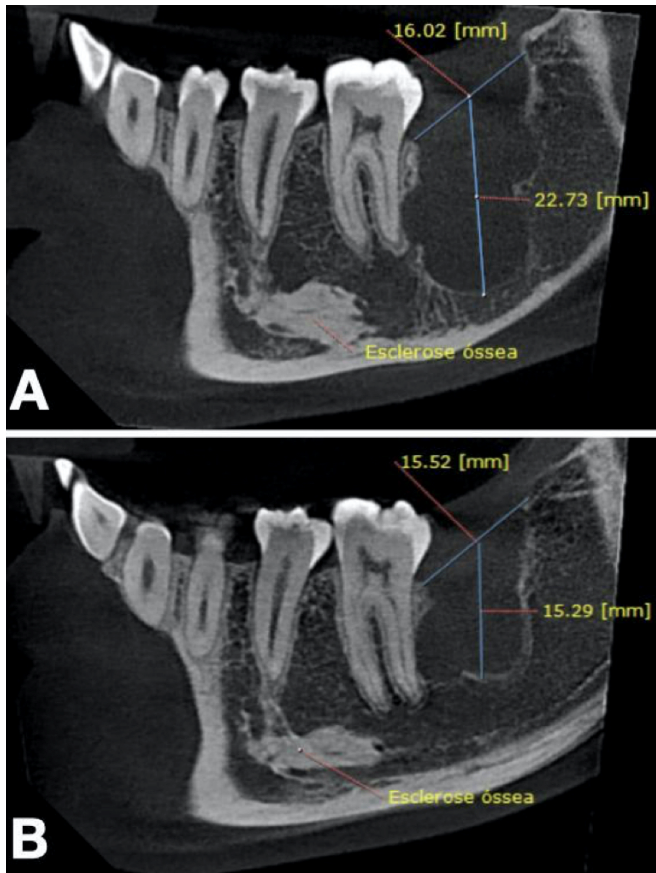 16.02 [mm]
22.73 [mm]
Esclerose óssea
A
15.52 [mm]
15.29 [mm]
Esclerose óssea
B